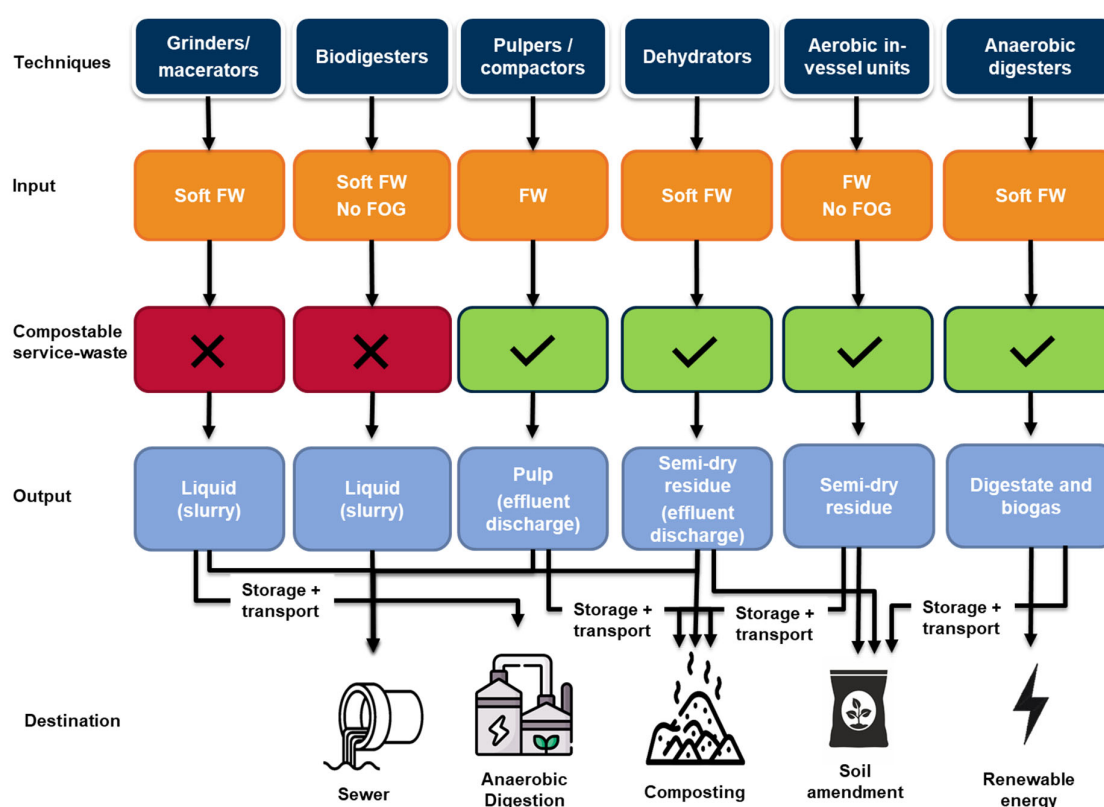 Techniques
Grinders/
macerators
Biodigesters
Pulpers /
compactors
Dehydrators
Aerobic in-
vessel units
Anaerobic
digesters
Input
Soft FW
Soft FW
No FOG
FW
Soft FW
FW
No FOG
Soft FW
Compostable
service-waste
Output
Liquid
(slurry)
Liquid
(slurry)
Pulp
(effluent
discharge)
Semi-dry
residue
(effluent
discharge)
Semi-dry
residue
Digestate and
biogas
Storage +
transport
Storage +
transport
Storage +
transport
Storage +
transport
Destination
Sewer
Anaerobic
Digestion
Composting
Soil
amendment
Renewable
energy